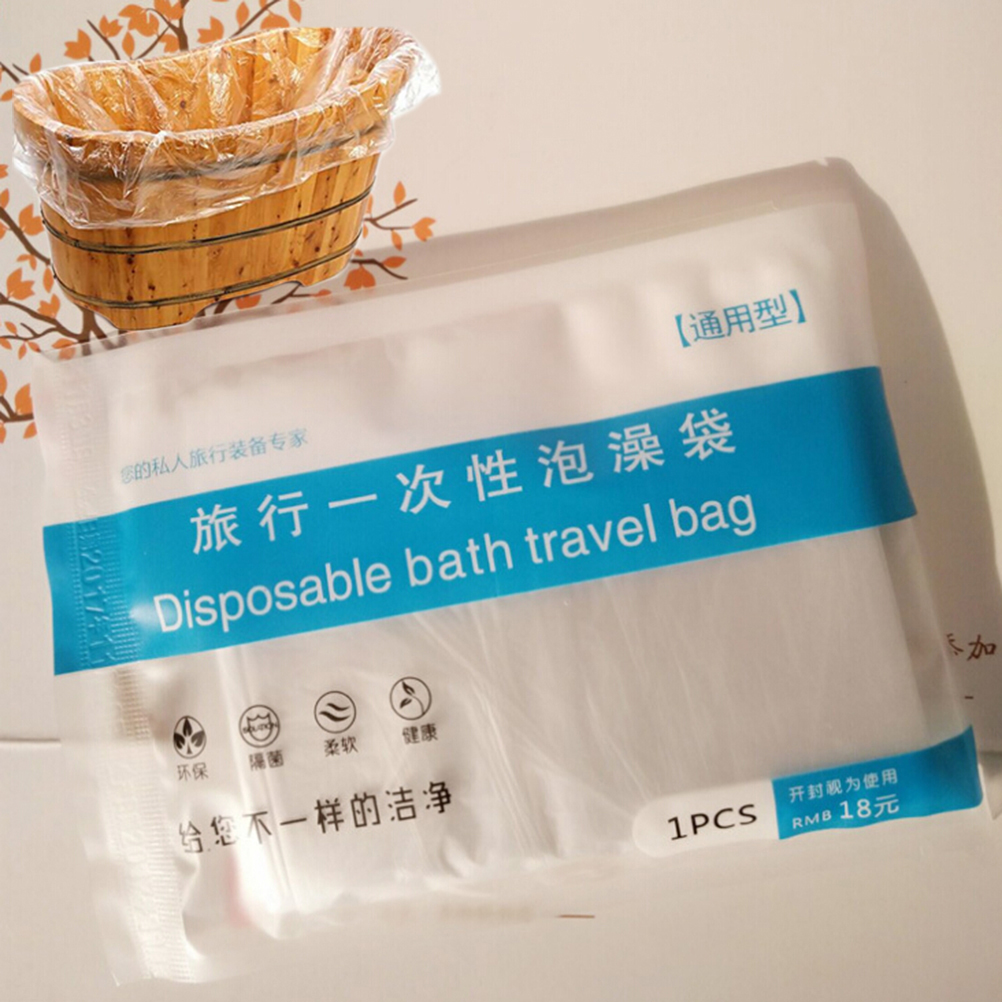 【通用型】
您的私人旅行装备专家
旅行一次性泡澡袋
Disposable bath travel bag
环保
隔菌
柔软
健康
给您不一样的洁净
1PCS
开封视为使用
RMB 18元
添加